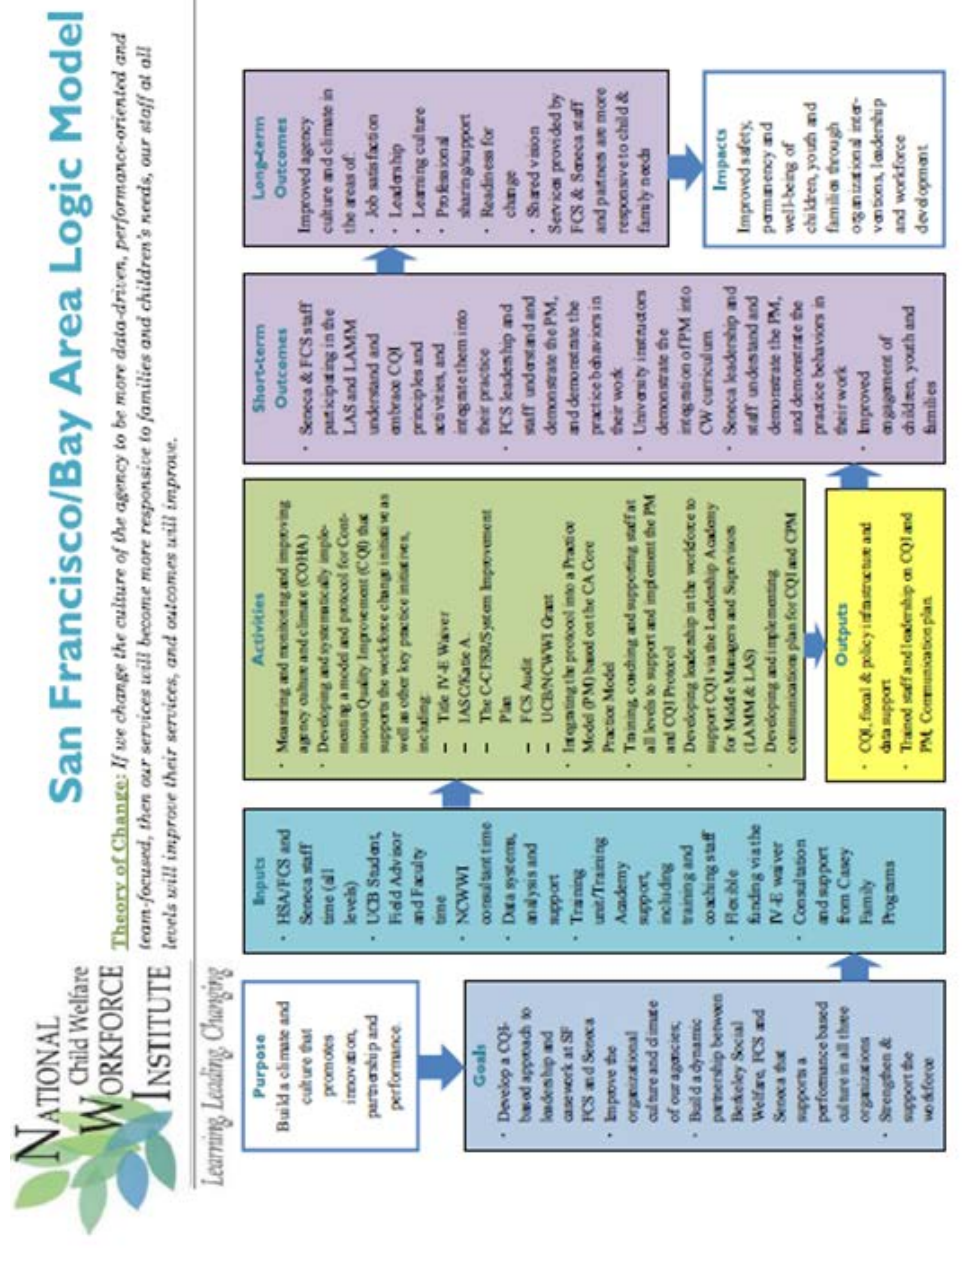 NATIONAL
Child Welfare
WORKFORCE
INSTITUTE
Learning, Leading, Changing
San Francisco/Bay Area Logic Model
Theory of Change: If we change the culture of the agency to be more data-driven, performance-oriented and
team-focused, then our services will become more responsive to families and children's needs, our staff at all
levels will improve their services, and outcomes will improve.
Purpose
Build a climate and
culture that
promotes
innovation,
partnership and
performance.
Goals
• Develop a CQI-
based approach to
leadership and
casework at SF
FCS and Seneca
• Improve the
organizational
culture and climate
of our agencies;
• Build a dynamic
partnership between
Berkeley Social
Welfare, FCS and
Seneca that
supports a
performance based
culture in all three
organizations
• Strengthen &
support the
workforce
Inputs
• HSA/FCS and
Seneca staff
time (all
levels)
• UCB Student,
Field Advisor
and Faculty
time
• NCWWI
consultant time
• Data systems,
analysis and
support
• Training
unit/Training
Academy
support,
including
training and
coaching staff
• Flexible
funding via the
IV-E waiver
• Consultation
and support
from Casey
Family
Programs
Activities
• Measuring and monitoring and improving
agency culture and climate (COHA)
• Developing and systematically imple-
menting a model and protocol for Cont-
inuous Quality Improvement (CQI) that
supports the workforce change initiative as
well as other key practice initiatives,
including:
– Title IV-E Waiver
– IASC/Katie A.
– The C-CFSR/System Improvement
Plan
– FCS Audit
– UCB/NCWWI Grant
• Integrating the protocol into a Practice
Model (PM) based on the CA Core
Practice Model
• Training, coaching and supporting staff at
all levels to support and implement the PM
and CQI Protocol
• Developing leadership in the workforce to
support CQI via the Leadership Academy
for Middle Managers and Supervisors
(LAMM & LAS)
• Developing and implementing
communications plan for CQI and CPM
Outputs
• CQI, fiscal & policy infrastructure and
data support
• Trained staff and leadership on CQI and
PM, Communication plan.
Short-term
Outcomes
• Seneca & FCS staff
participating in the
LAS and LAMM
understand and
embrace CQI
principles and
activities, and
integrate them into
their practice
• FCS leadership and
staff understand and
demonstrate the PM,
and demonstrate the
practice behaviors in
their work
• University instructors
demonstrate the
integration of PM into
CW curriculum.
• Seneca leadership and
staff understand and
demonstrate the PM,
and demonstrate the
practice behaviors in
their work
• Improved
engagement of
children, youth and
families
Long-term
Outcomes
Improved agency
culture and climate in
the areas of:
• Job satisfaction
• Leadership
• Learning culture
• Professional
sharing/support
• Readiness for
change
• Shared vision
Services provided by
FCS & Seneca staff
and partners are more
responsive to child &
family needs
Impacts
Improved safety,
permanency and
well-being of
children, youth and
families through
organizational inter-
ventions, leadership
and workforce
development.